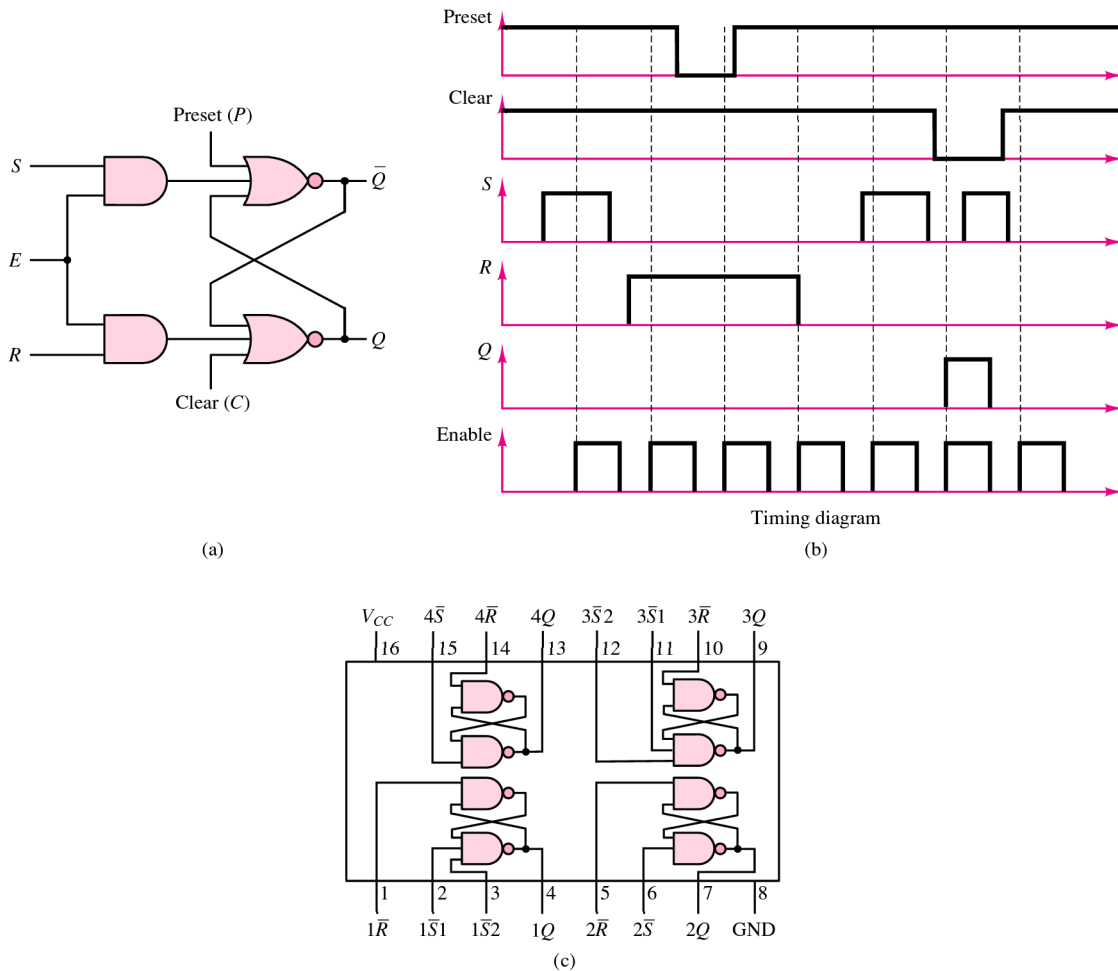 Preset (P)
S
E
R
Q̅
Q
Clear (C)
(a)
Preset
Clear
S
R
Q
Enable
Timing diagram
(b)
V_CC 4S̅ 4R̅ 4Q 3S̅2 3S̅1 3R̅ 3Q
16 15 14 13 12 11 10 9
1 2 3 4 5 6 7 8
1R̅ 1S̅1 1S̅2 1Q 2R̅ 2S̅ 2Q GND
(c)